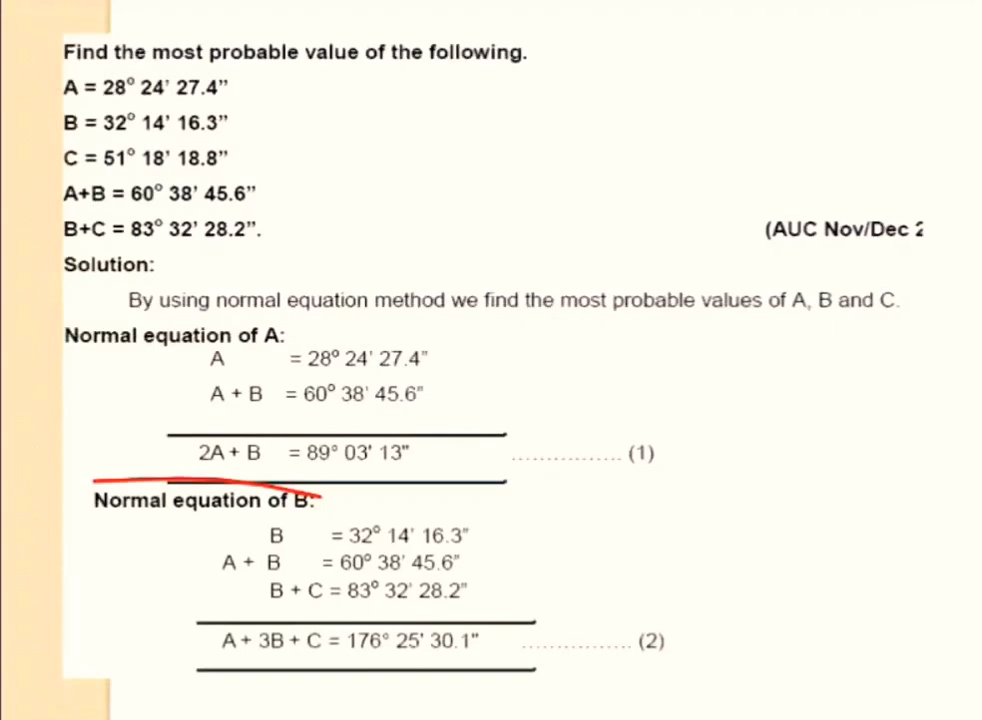 Find the most probable value of the following.
A = 28° 24' 27.4”
B = 32° 14' 16.3”
C = 51° 18' 18.8”
A+B = 60° 38' 45.6”
B+C = 83° 32' 28.2”. (AUC Nov/Dec
Solution:
By using normal equation method we find the most probable values of A, B and C.
Normal equation of A:
A = 28° 24' 27.4”
A + B = 60° 38' 45.6”
2A + B = 89° 03' 13” ................ (1)
Normal equation of B:
B = 32° 14' 16.3”
A + B = 60° 38' 45.6”
B + C = 83° 32' 28.2”
A + 3B + C = 176° 25' 30.1” ................ (2)